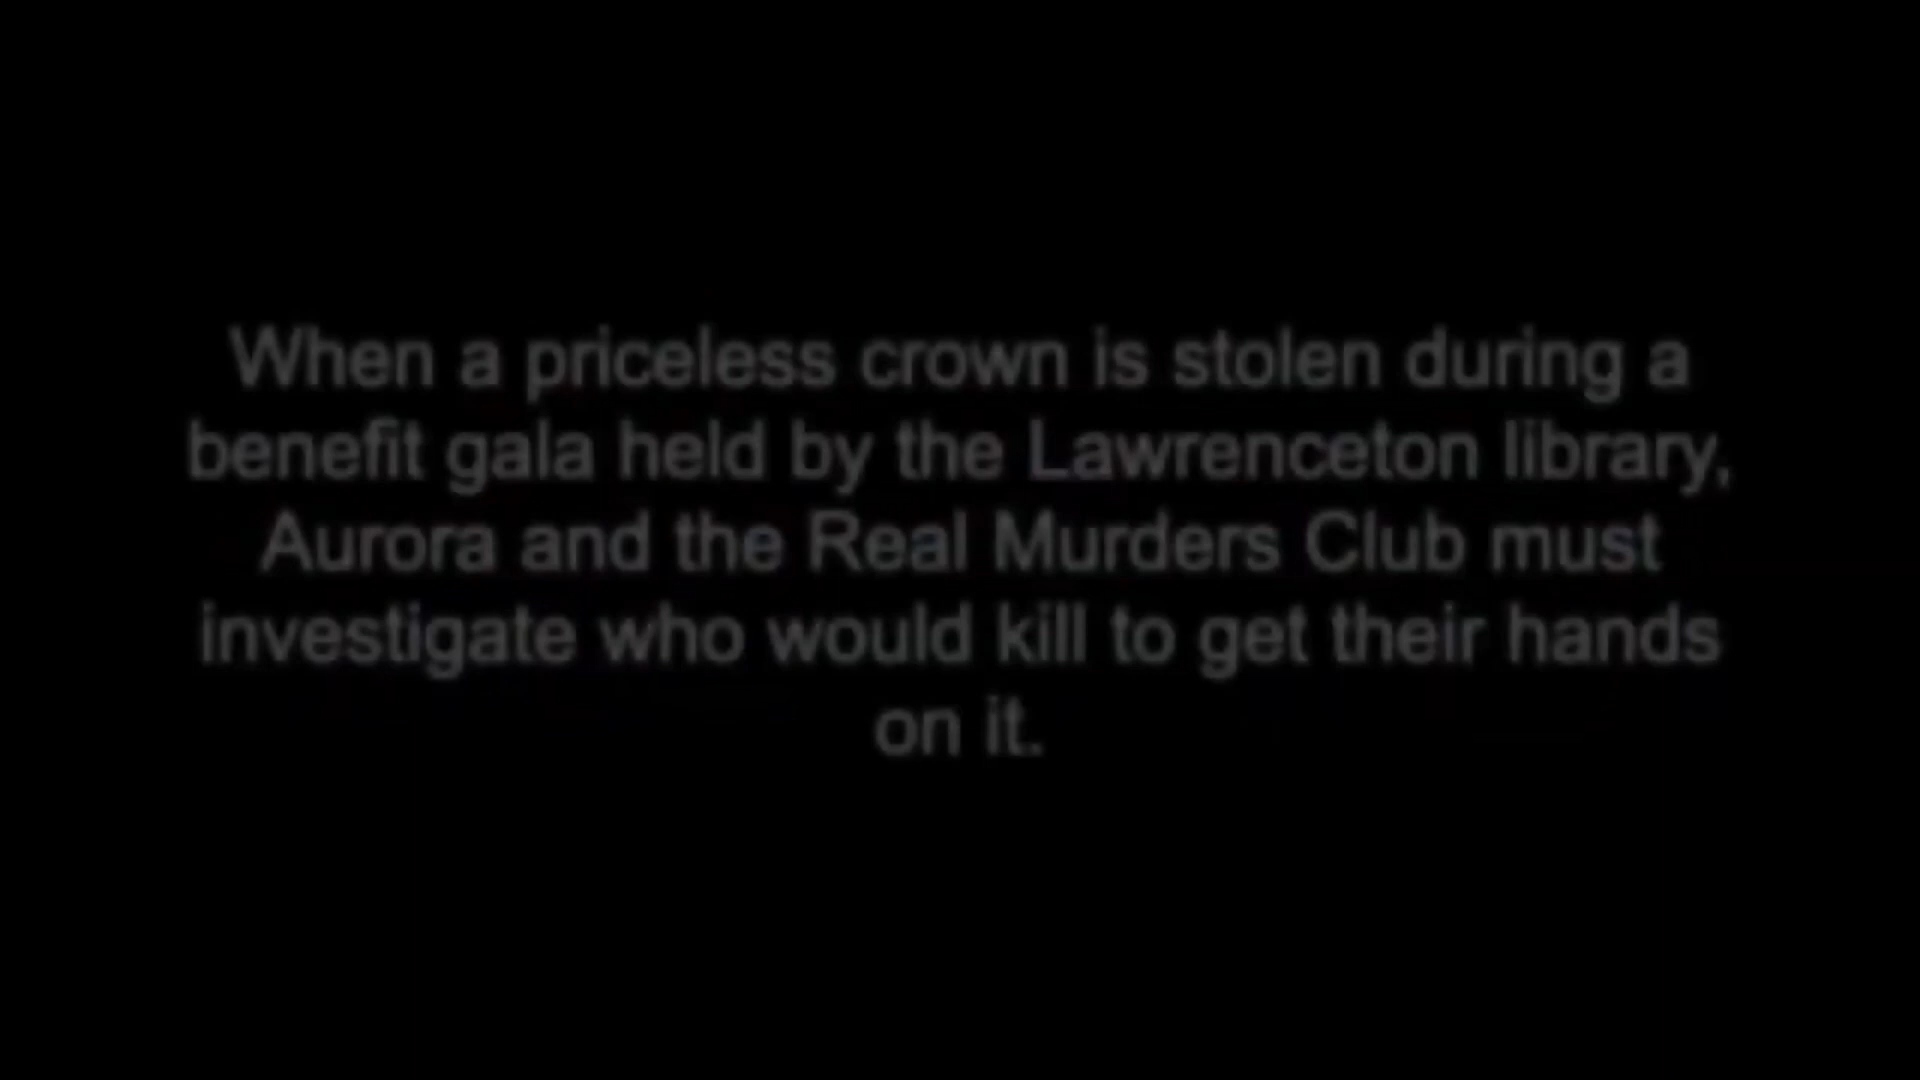 When a priceless crown is stolen during a
benefit gala held by the Lawrenceton library,
Aurora and the Real Murders Club must
investigate who would kill to get their hands
on it.